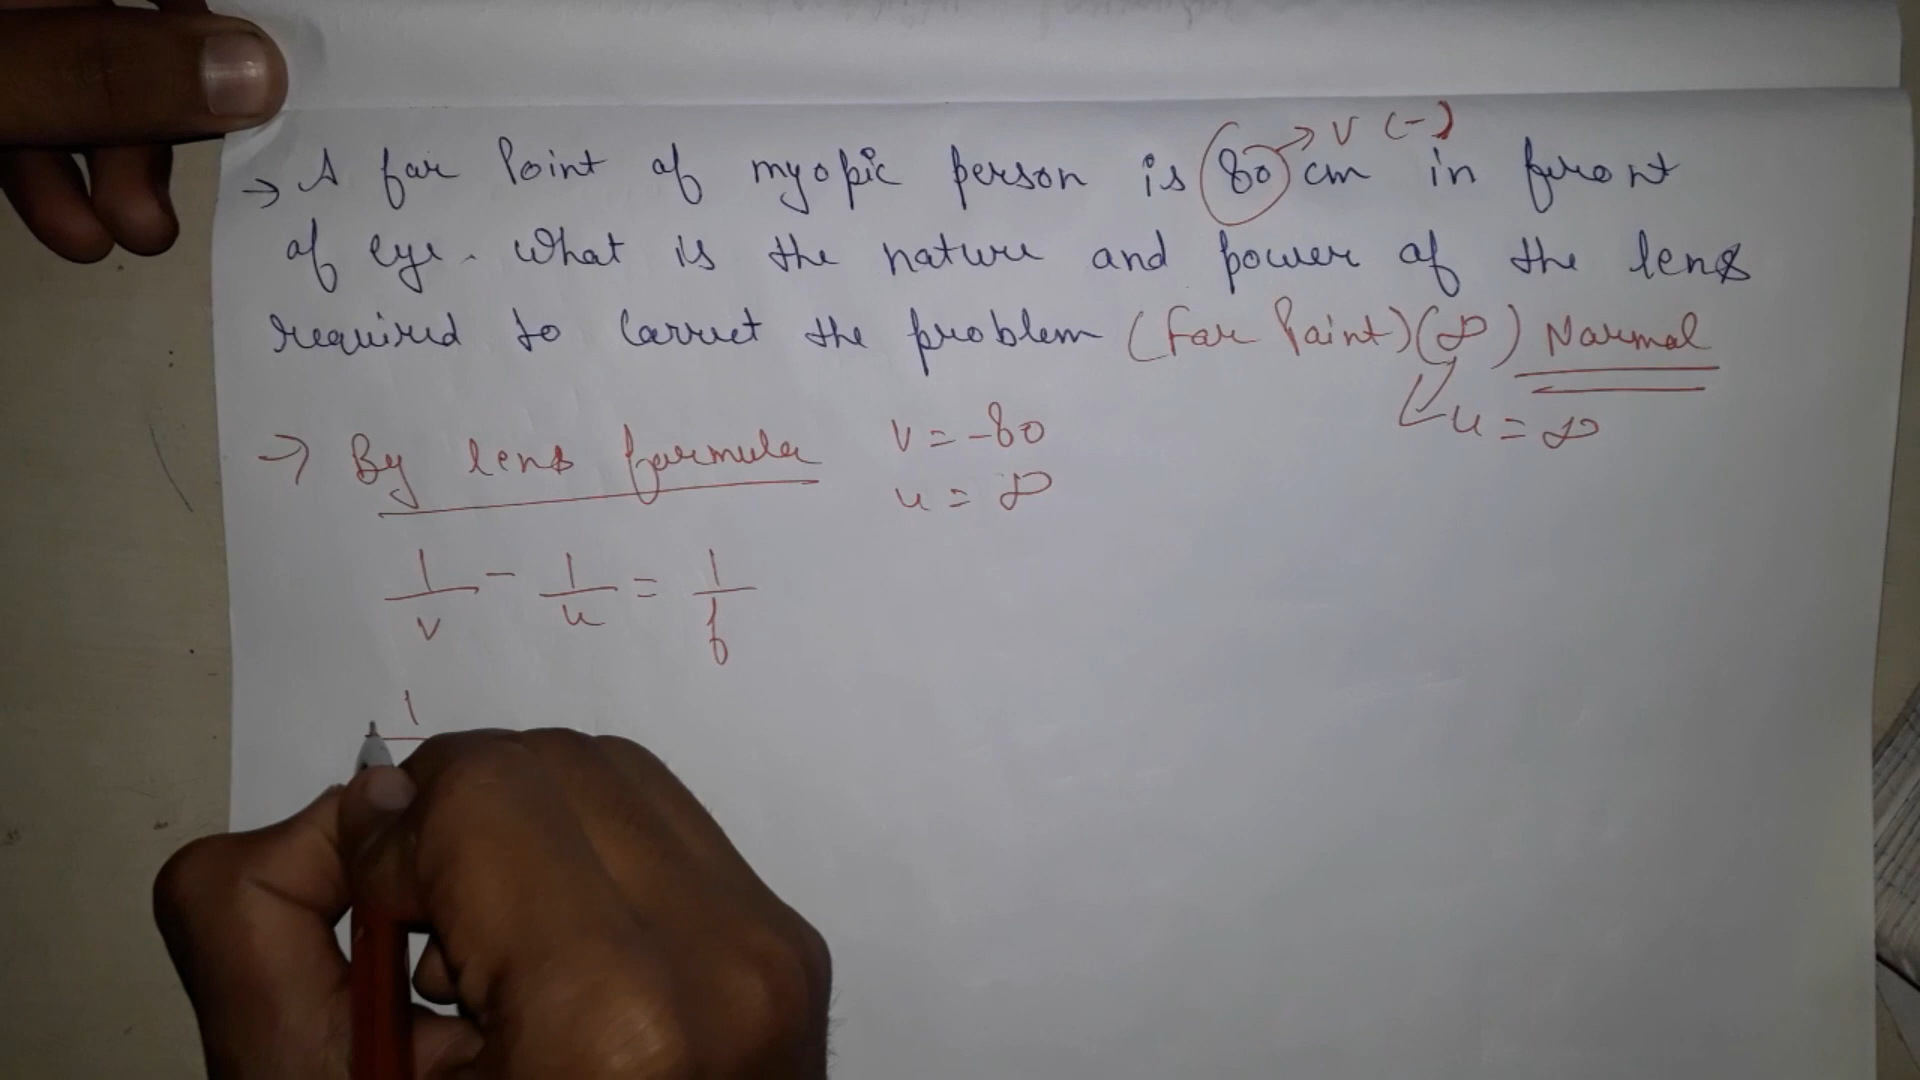 → A far Point of myopic person is 80 cm in front → v (-)
of eye. What is the nature and power of the lens
required to Correct the problem (Far Point) (∞) Normal
u = ∞
→ By lens formula v = -80
u = ∞
1/v - 1/u = 1/f
1